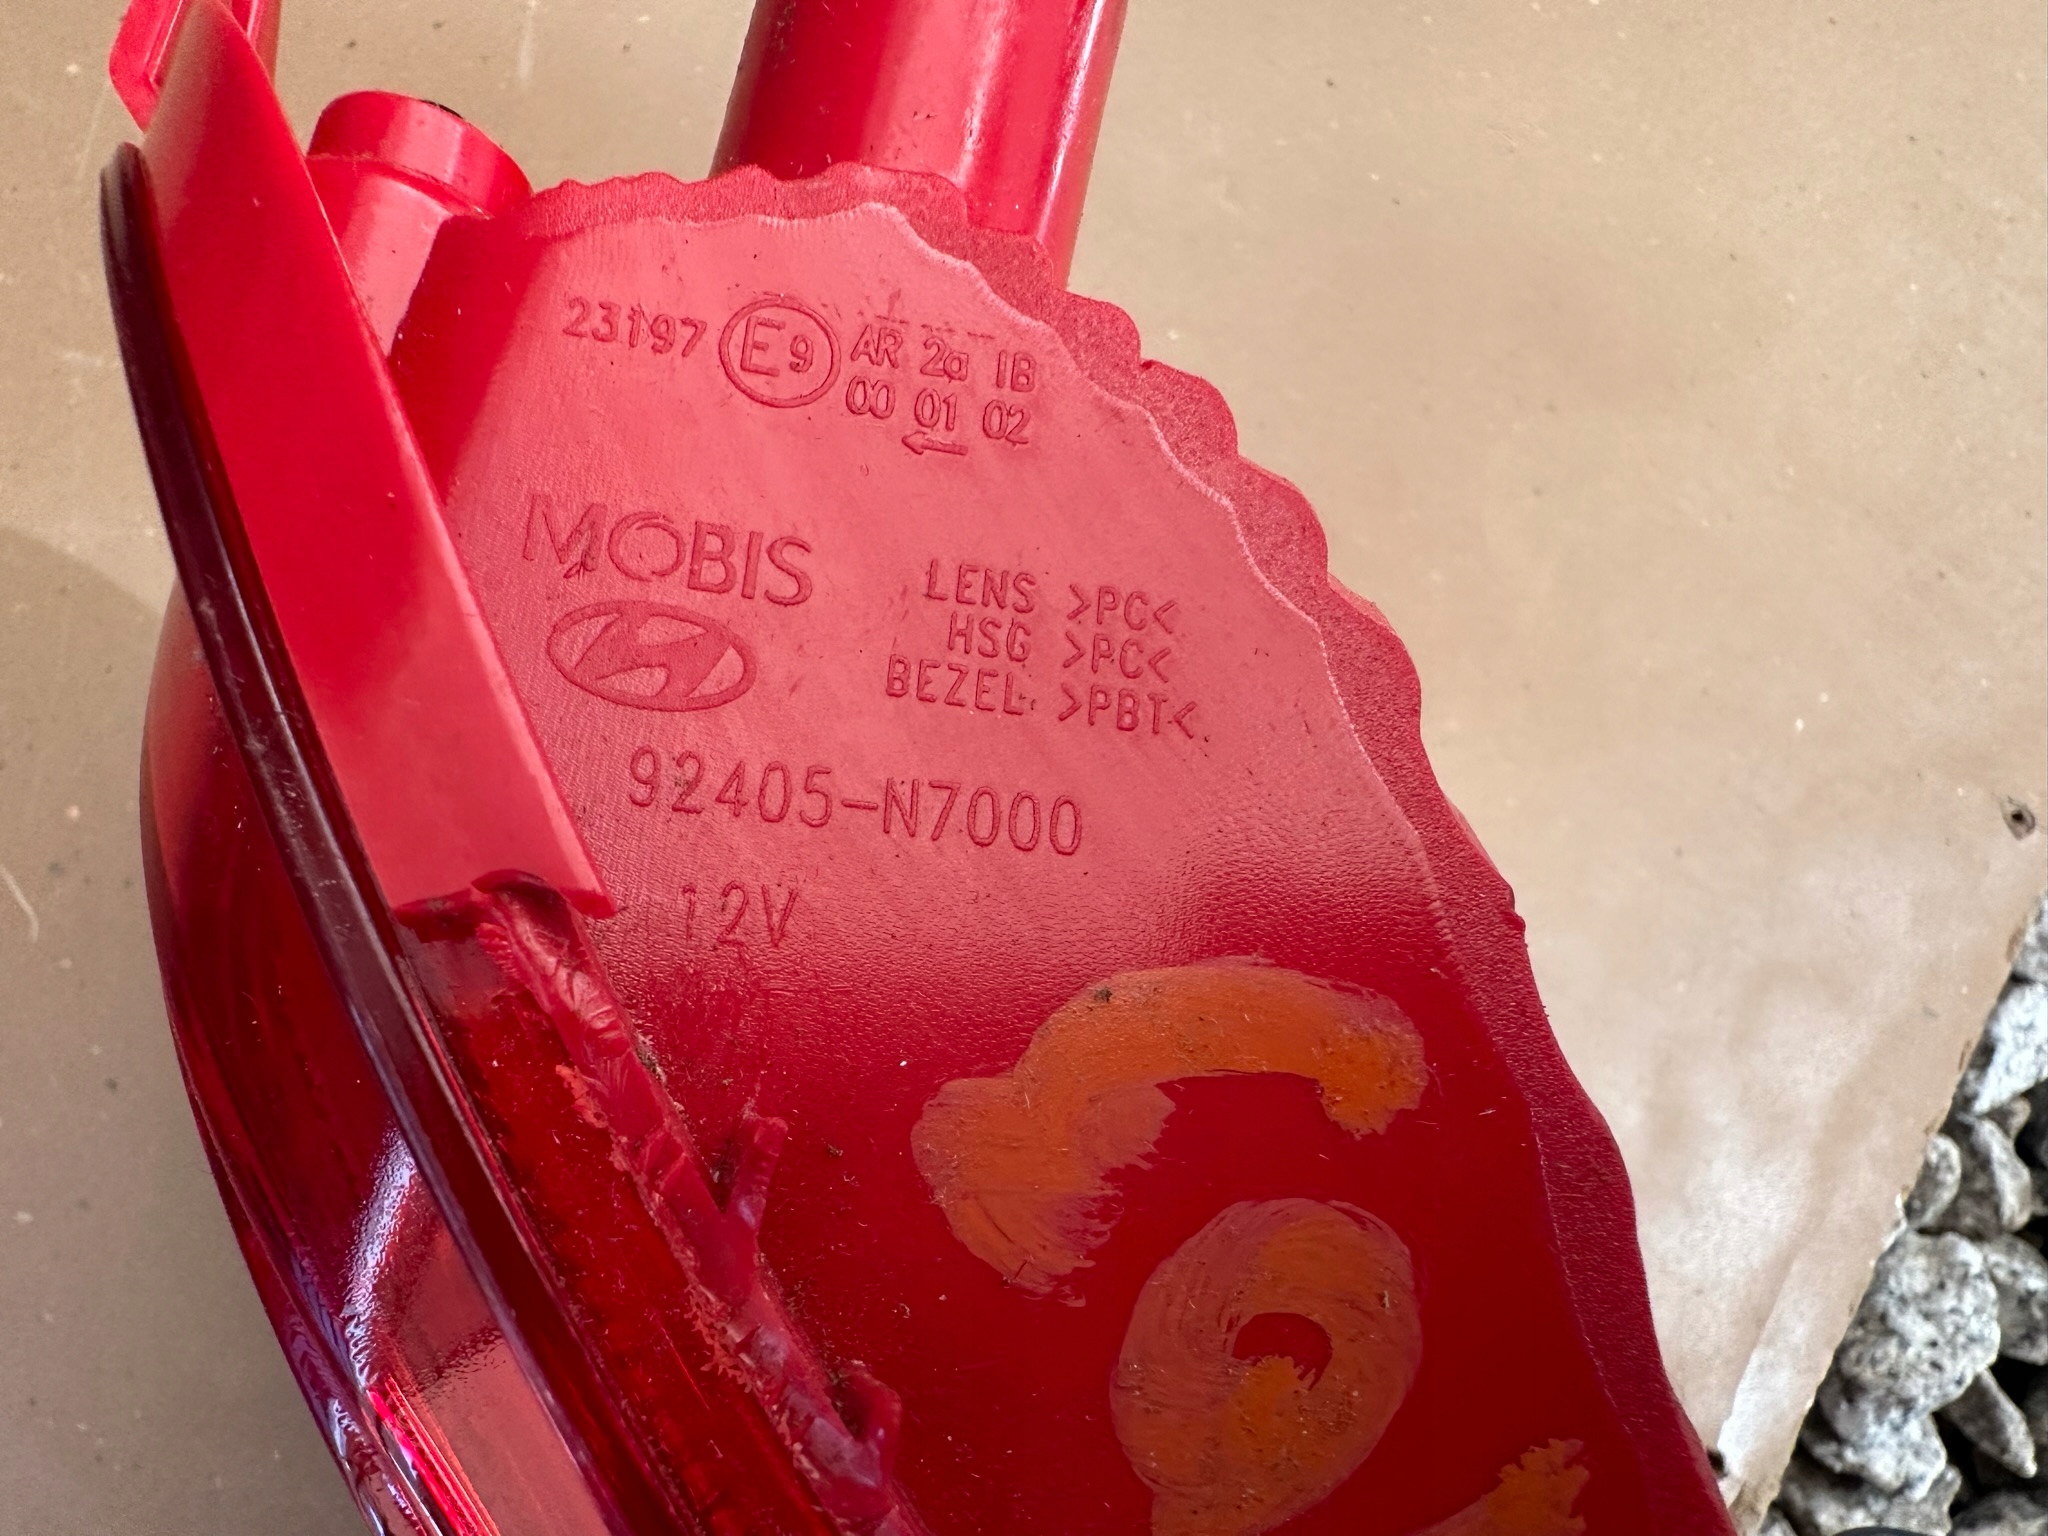 23197 E9 AR 2a IB
00 01 02
←
MOBIS
LENS >PC<
HSG >PC<
BEZEL >PBT<
92405-N7000
12V